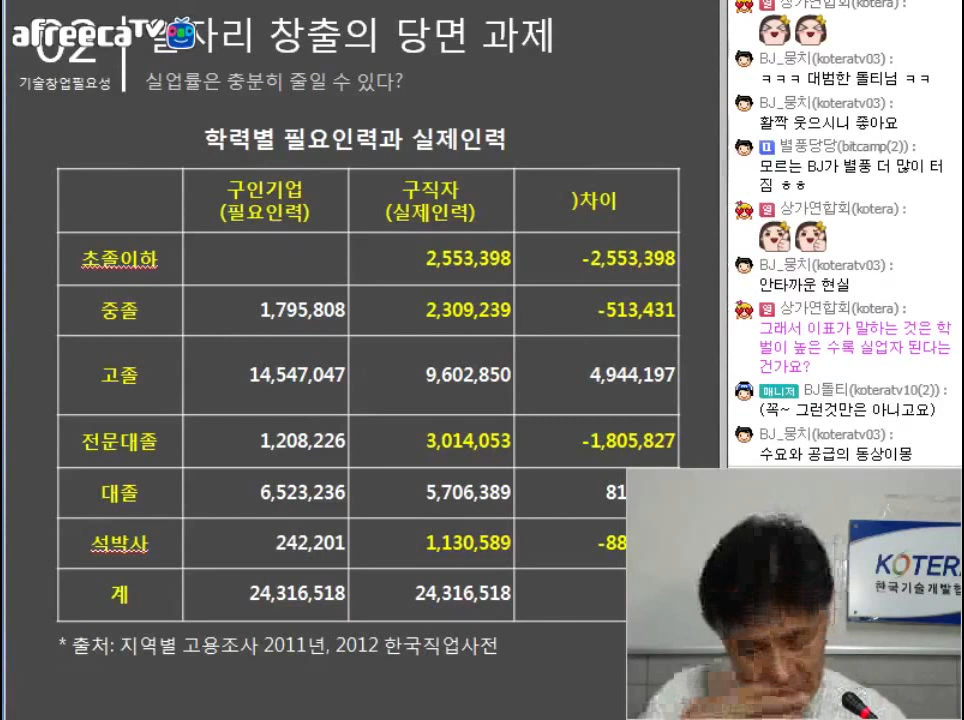 afreecaTV
02
일자리 창출의 당면 과제
기술창업필요성
실업률은 충분히 줄일 수 있다?
학력별 필요인력과 실제인력
구인기업 구직자 )차이
(필요인력) (실제인력)
초졸이하 2,553,398 -2,553,398
중졸 1,795,808 2,309,239 -513,431
고졸 14,547,047 9,602,850 4,944,197
전문대졸 1,208,226 3,014,053 -1,805,827
대졸 6,523,236 5,706,389 81
석박사 242,201 1,130,589 -88
계 24,316,518 24,316,518
* 출처: 지역별 고용조사 2011년, 2012 한국직업사전
열 상가연합회(kotera) :
BJ_뭉치(koteratv03) :
ㅋㅋㅋ 대범한 돌티님 ㅋㅋ
BJ_뭉치(koteratv03) :
활짝 웃으시니 좋아요
별풍당당(bitcamp(2)) :
모르는 BJ가 별풍 더 많이 터
짐 ㅎㅎ
열 상가연합회(kotera) :
BJ_뭉치(koteratv03) :
안타까운 현실
열 상가연합회(kotera) :
그래서 이표가 말하는 것은 학
벌이 높은 수록 실업자 된다는
건가요?
매니저 BJ돌티(koteratv10(2)) :
(꼭~ 그런것만은 아니고요)
BJ_뭉치(koteratv03) :
수요와 공급의 동상이몽
KOTERA
한국기술개발협